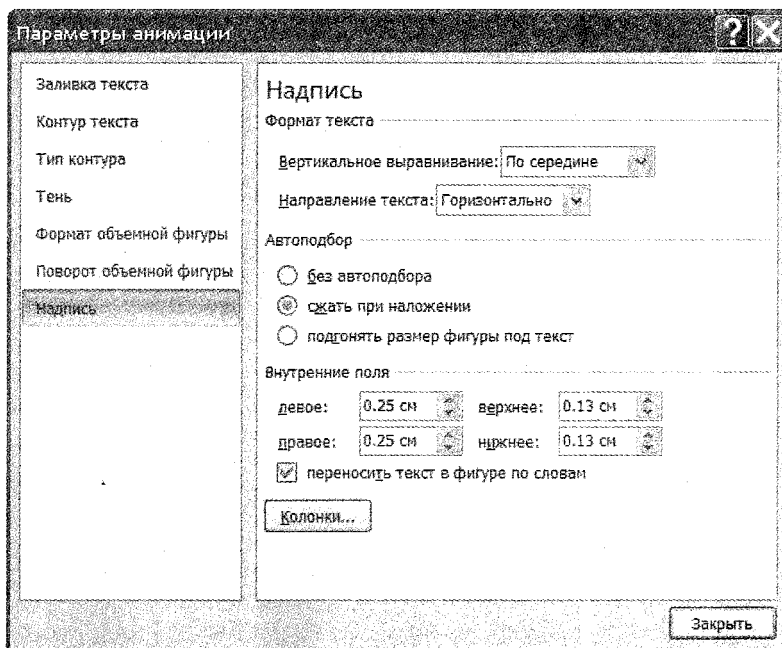 Параметры анимации
Заливка текста
Контур текста
Тип контура
Тень
Формат объемной фигуры
Поворот объемной фигуры
Надпись
Надпись
Формат текста
Вертикальное выравнивание: По середине
Направление текста: Горизонтально
Автоподбор
без автоподбора
сжать при наложении
подгонять размер фигуры под текст
Внутренние поля
левое: 0.25 см верхнее: 0.13 см
правое: 0.25 см нижнее: 0.13 см
переносить текст в фигуре по словам
Колонки...
Закрыть